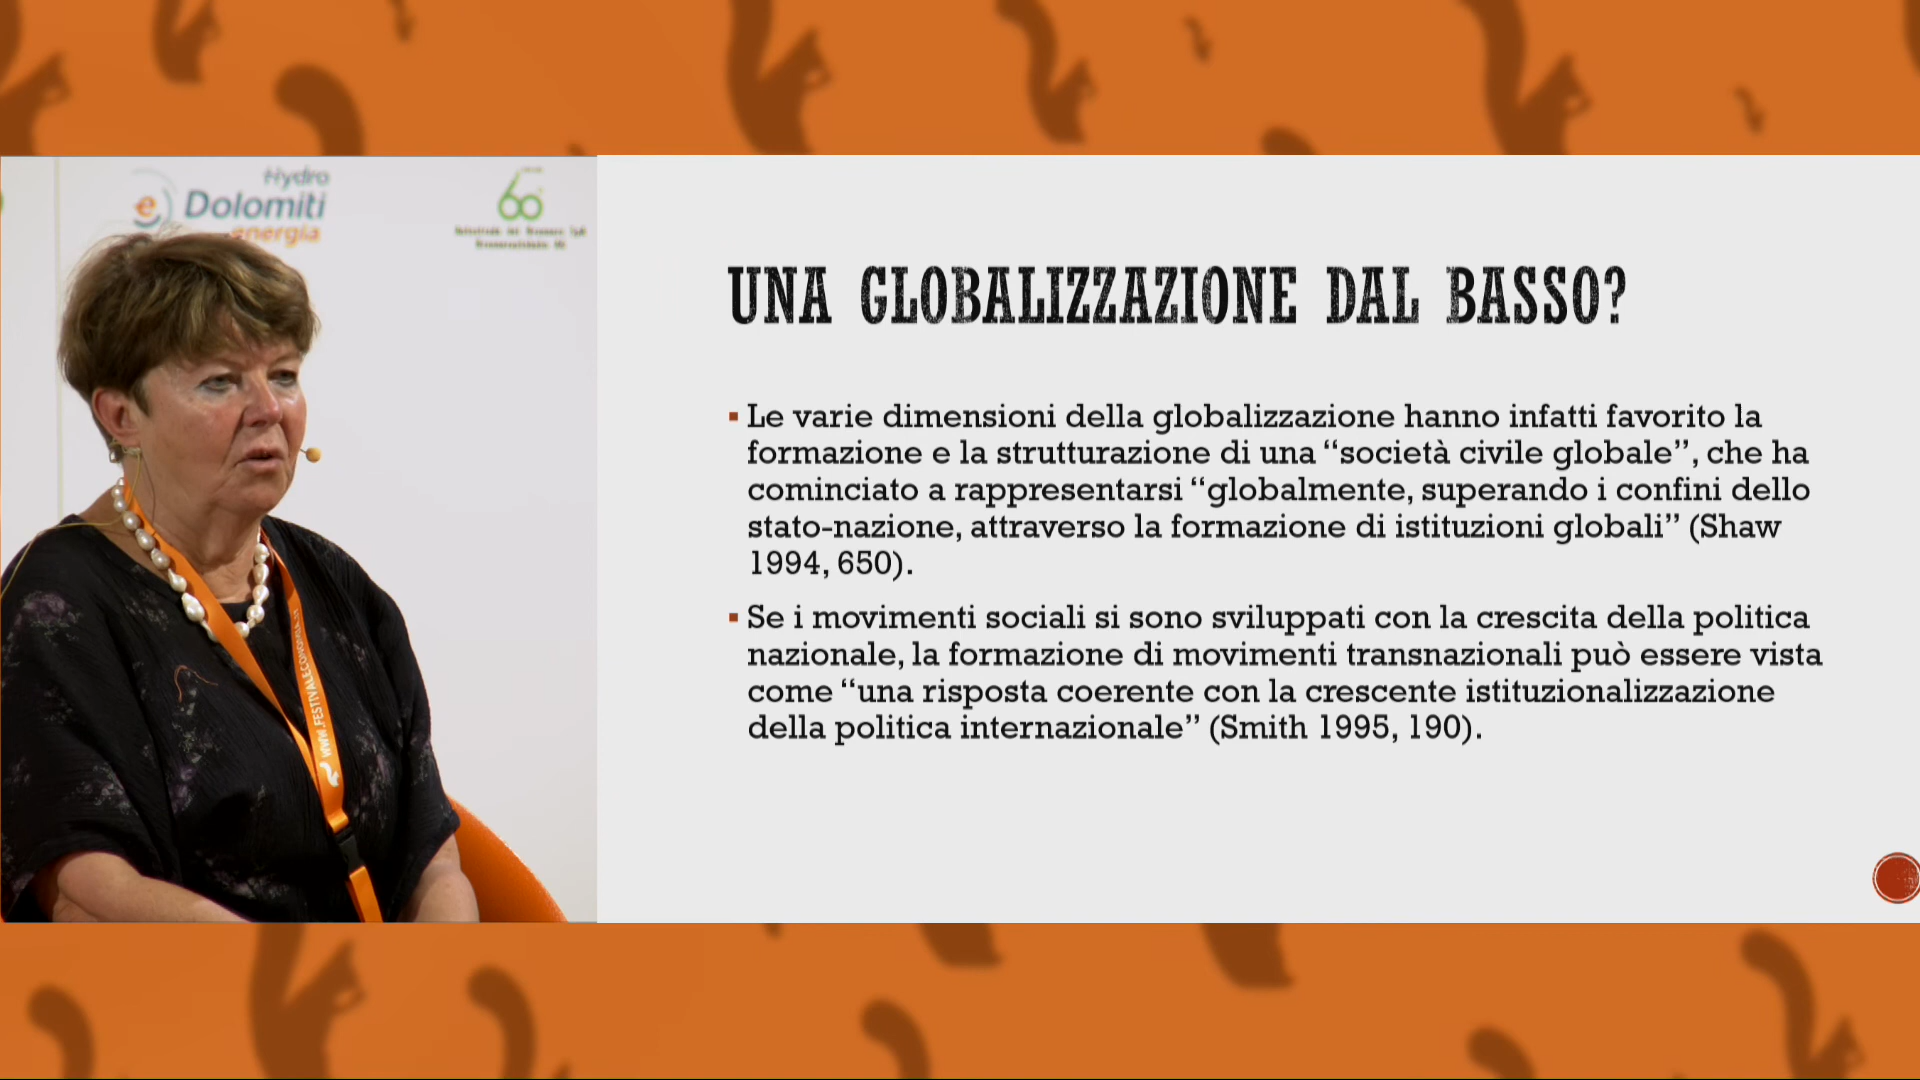 Hydro
Dolomiti
energia
60
UNA GLOBALIZZAZIONE DAL BASSO?
Le varie dimensioni della globalizzazione hanno infatti favorito la
formazione e la strutturazione di una “società civile globale”, che ha
cominciato a rappresentarsi “globalmente, superando i confini dello
stato-nazione, attraverso la formazione di istituzioni globali” (Shaw
1994, 650).
Se i movimenti sociali si sono sviluppati con la crescita della politica
nazionale, la formazione di movimenti transnazionali può essere vista
come “una risposta coerente con la crescente istituzionalizzazione
della politica internazionale” (Smith 1995, 190).
WWW.FESTIVALECONOMIA.IT